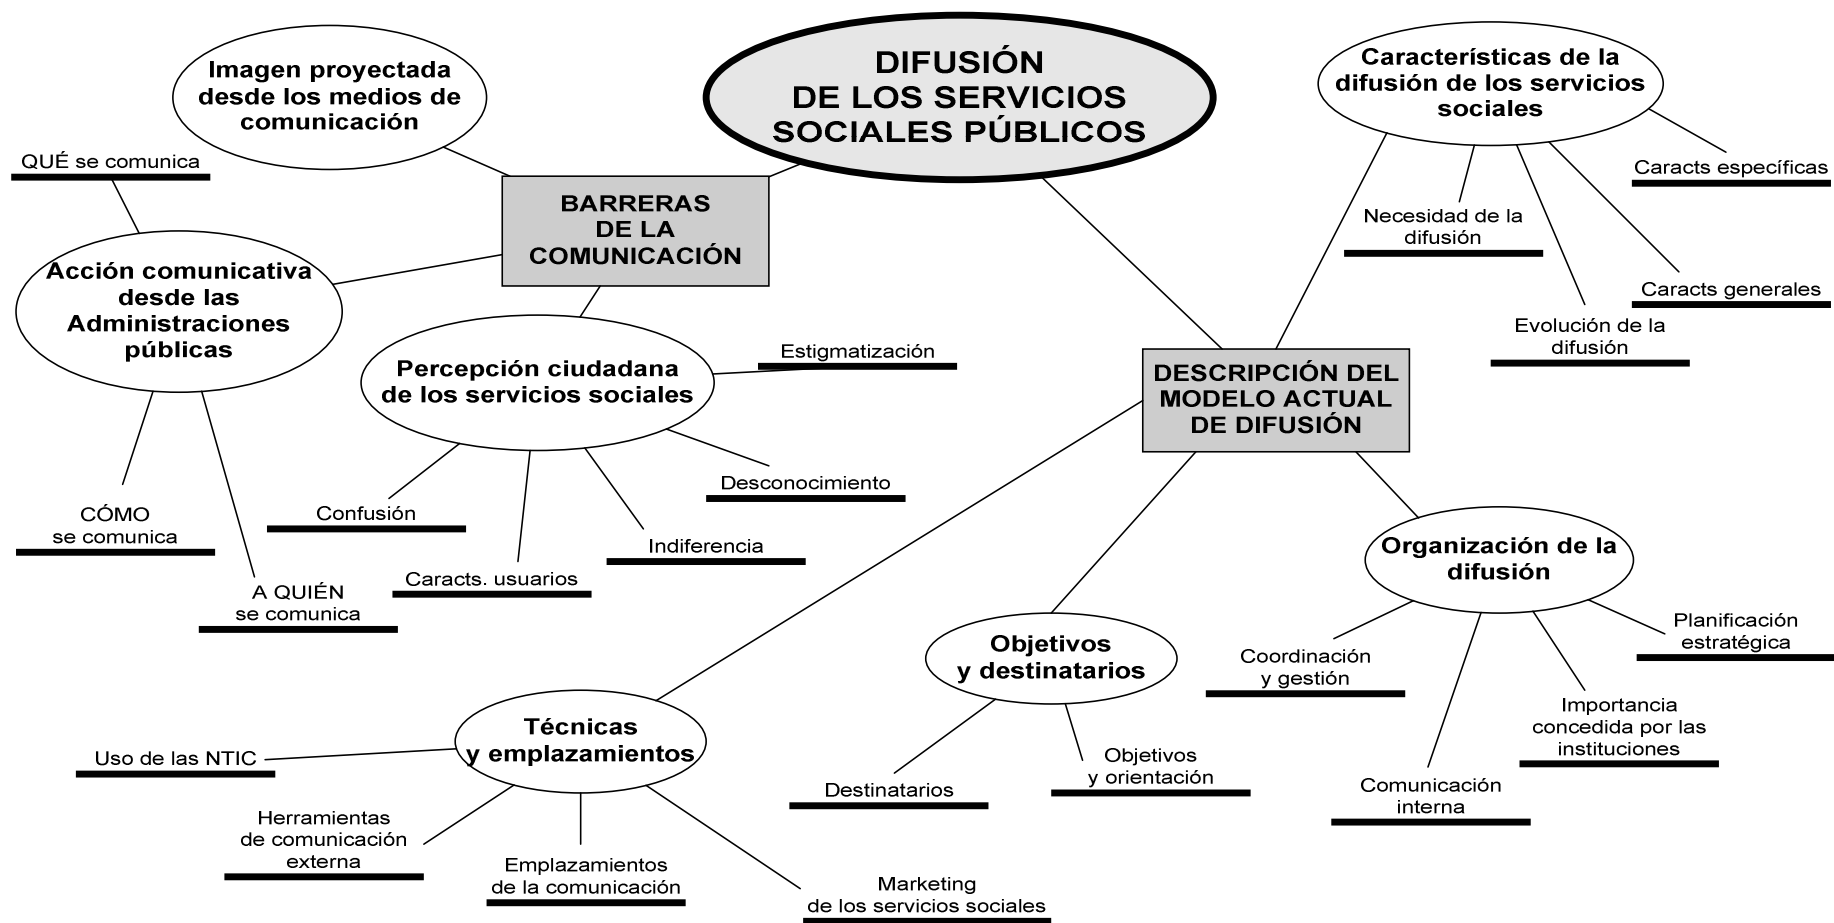 DIFUSIÓN
DE LOS SERVICIOS
SOCIALES PÚBLICOS
Imagen proyectada
desde los medios de
comunicación
Características de la
difusión de los servicios
sociales
QUÉ se comunica
Caracts específicas
BARRERAS
DE LA
COMUNICACIÓN
Necesidad de la
difusión
Acción comunicativa
desde las
Administraciones
públicas
Caracts generales
Evolución de la
difusión
Percepción ciudadana
de los servicios sociales
Estigmatización
DESCRIPCIÓN DEL
MODELO ACTUAL
DE DIFUSIÓN
Desconocimiento
Confusión
CÓMO
se comunica
Indiferencia
Caracts. usuarios
A QUIÉN
se comunica
Organización de la
difusión
Objetivos
y destinatarios
Planificación
estratégica
Coordinación
y gestión
Importancia
concedida por las
instituciones
Técnicas
y emplazamientos
Uso de las NTIC
Objetivos
y orientación
Destinatarios
Comunicación
interna
Herramientas
de comunicación
externa
Emplazamientos
de la comunicación
Marketing
de los servicios sociales